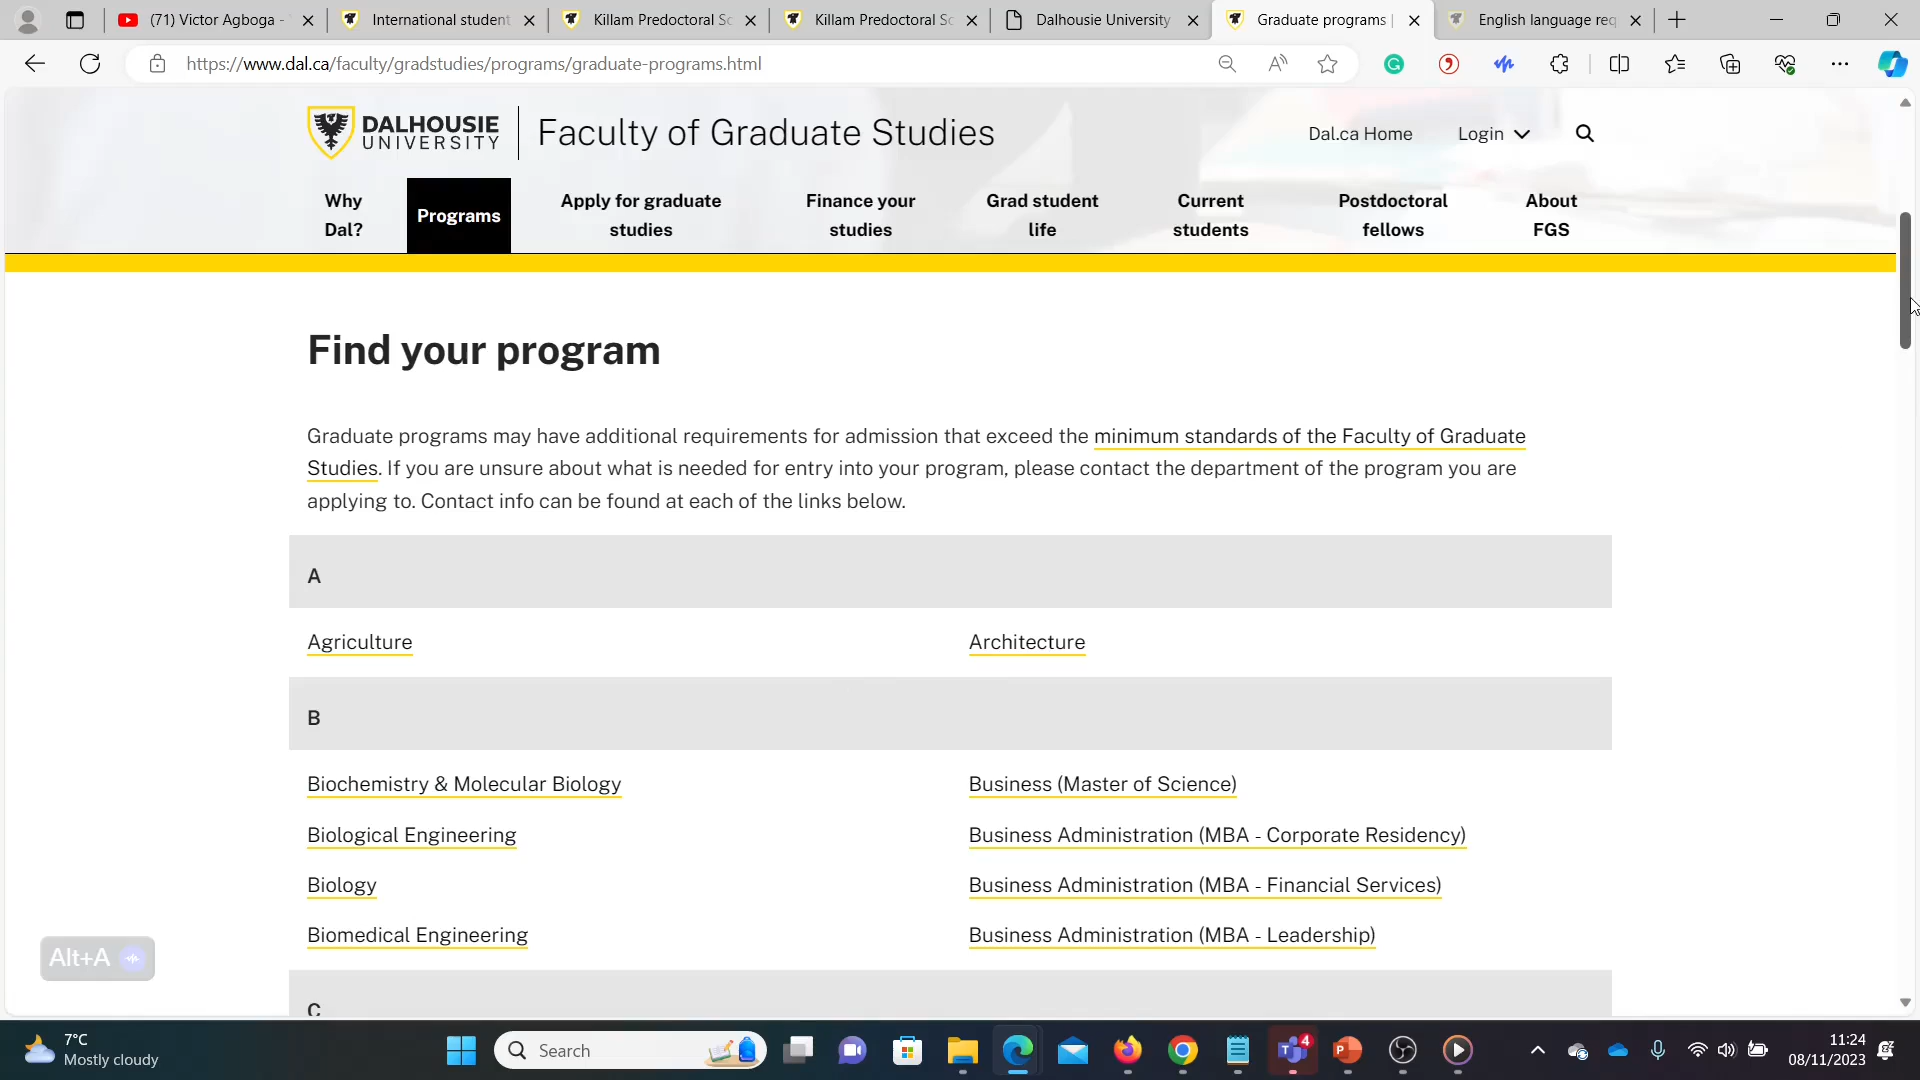 (71) Victor Agboga -
International student
Killam Predoctoral Sc
Killam Predoctoral Sc
Dalhousie University
Graduate programs |
English language req
https://www.dal.ca/faculty/gradstudies/programs/graduate-programs.html
DALHOUSIE
UNIVERSITY
Faculty of Graduate Studies
Dal.ca Home
Login
Why
Dal?
Programs
Apply for graduate
studies
Finance your
studies
Grad student
life
Current
students
Postdoctoral
fellows
About
FGS
Find your program
Graduate programs may have additional requirements for admission that exceed the minimum standards of the Faculty of Graduate
Studies. If you are unsure about what is needed for entry into your program, please contact the department of the program you are
applying to. Contact info can be found at each of the links below.
A
Agriculture
Architecture
B
Biochemistry & Molecular Biology
Business (Master of Science)
Biological Engineering
Business Administration (MBA - Corporate Residency)
Biology
Business Administration (MBA - Financial Services)
Biomedical Engineering
Business Administration (MBA - Leadership)
C
Alt+A
7°C
Mostly cloudy
Search
4
11:24
08/11/2023